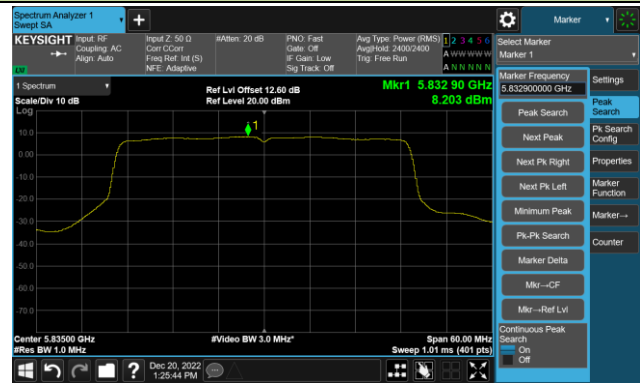 Spectrum Analyzer 1
Swept SA
+
Marker
KEYSIGHT
Input: RF
Coupling: AC
Align: Auto
Input Z: 50 Ω
Corr CCorr
Freq Ref: Int (S)
NFE: Adaptive
#Atten: 20 dB
PNO: Fast
Gate: Off
IF Gain: Low
Sig Track: Off
Avg Type: Power (RMS)
Avg|Hold: 2400/2400
Trig: Free Run
1 2 3 4 5 6
A W W W W W
A N N N N N
LXI
Select Marker
Marker 1
1 Spectrum
Scale/Div 10 dB
Log
Ref Lvl Offset 12.60 dB
Ref Level 20.00 dBm
Mkr1 5.832 90 GHz
8.203 dBm
1
10.0
0.00
-10.0
-20.0
-30.0
-40.0
-50.0
-60.0
-70.0
Center 5.83500 GHz
#Res BW 1.0 MHz
#Video BW 3.0 MHz*
Span 60.00 MHz
Sweep 1.01 ms (401 pts)
Marker Frequency
5.832900000 GHz
Peak Search
Next Peak
Next Pk Right
Next Pk Left
Minimum Peak
Pk-Pk Search
Marker Delta
Mkr→CF
Mkr→Ref Lvl
Continuous Peak
Search
On
Off
Settings
Peak
Search
Pk Search
Config
Properties
Marker
Function
Marker→
Counter
?
Dec 20, 2022
1:25:44 PM